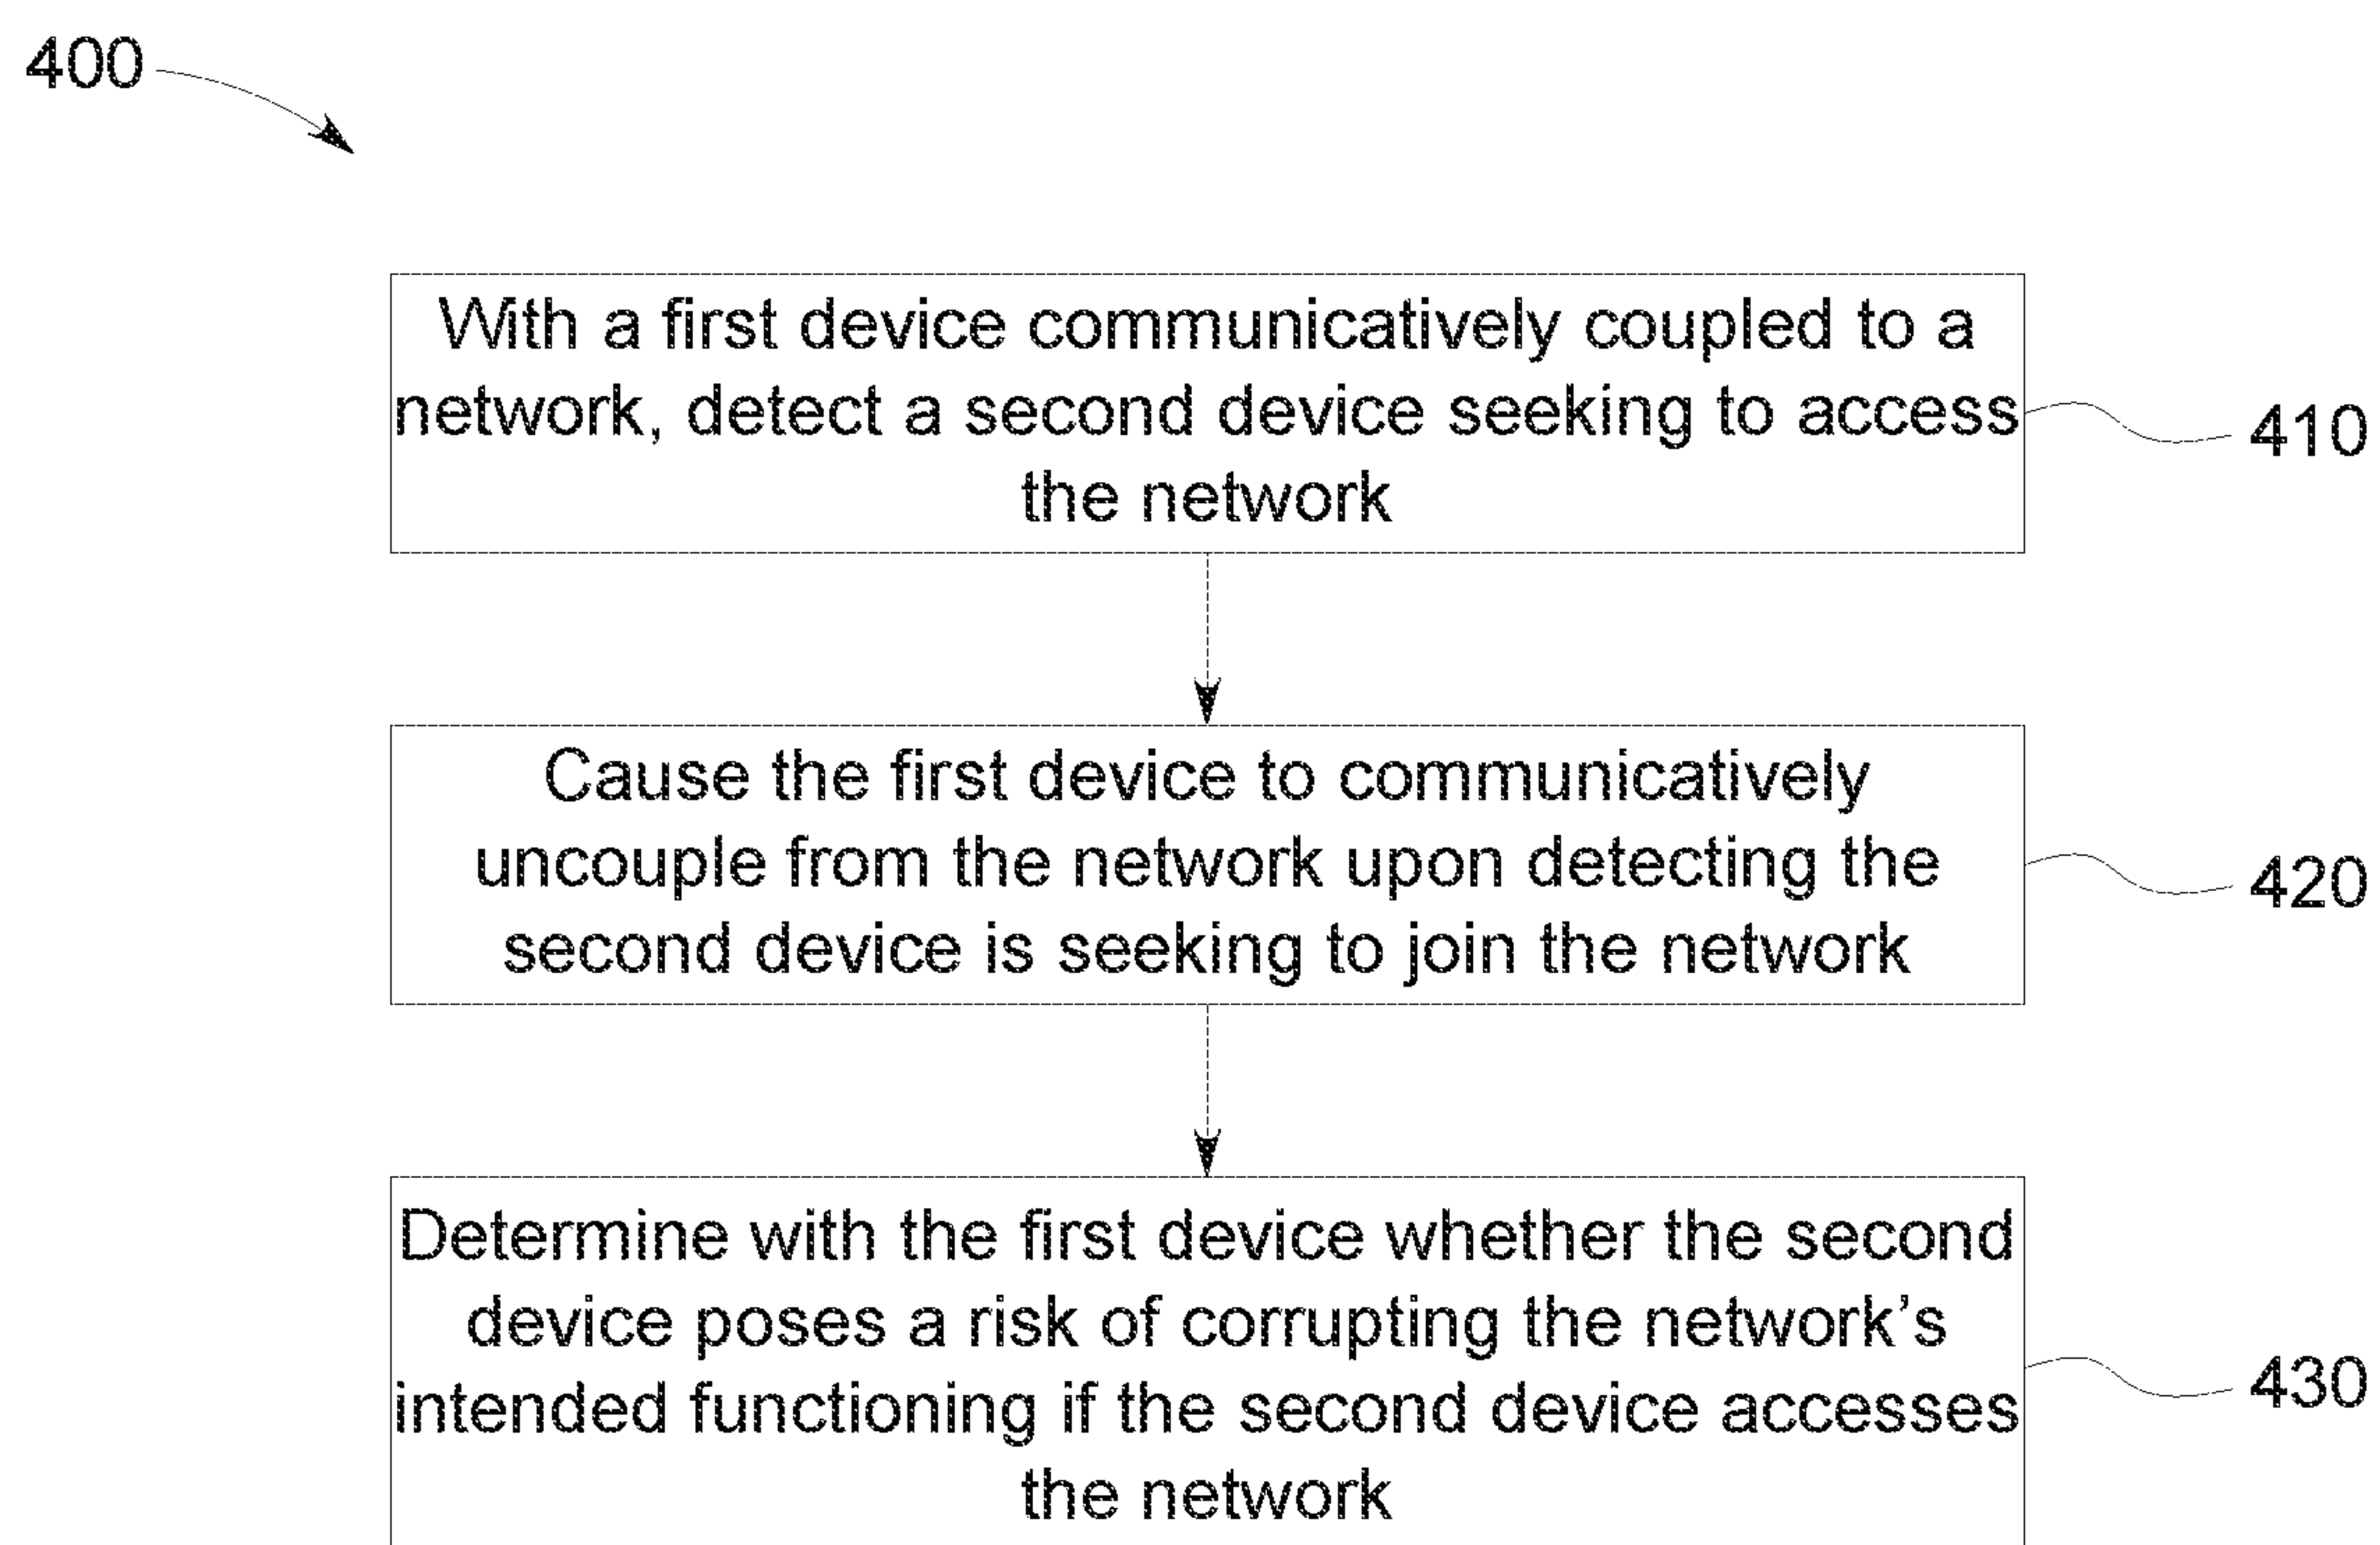 400
With a first device communicatively coupled to a
network, detect a second device seeking to access
the network
410
Cause the first device to communicatively
uncouple from the network upon detecting the
second device is seeking to join the network
420
Determine with the first device whether the second
device poses a risk of corrupting the network’s
intended functioning if the second device accesses
the network
430